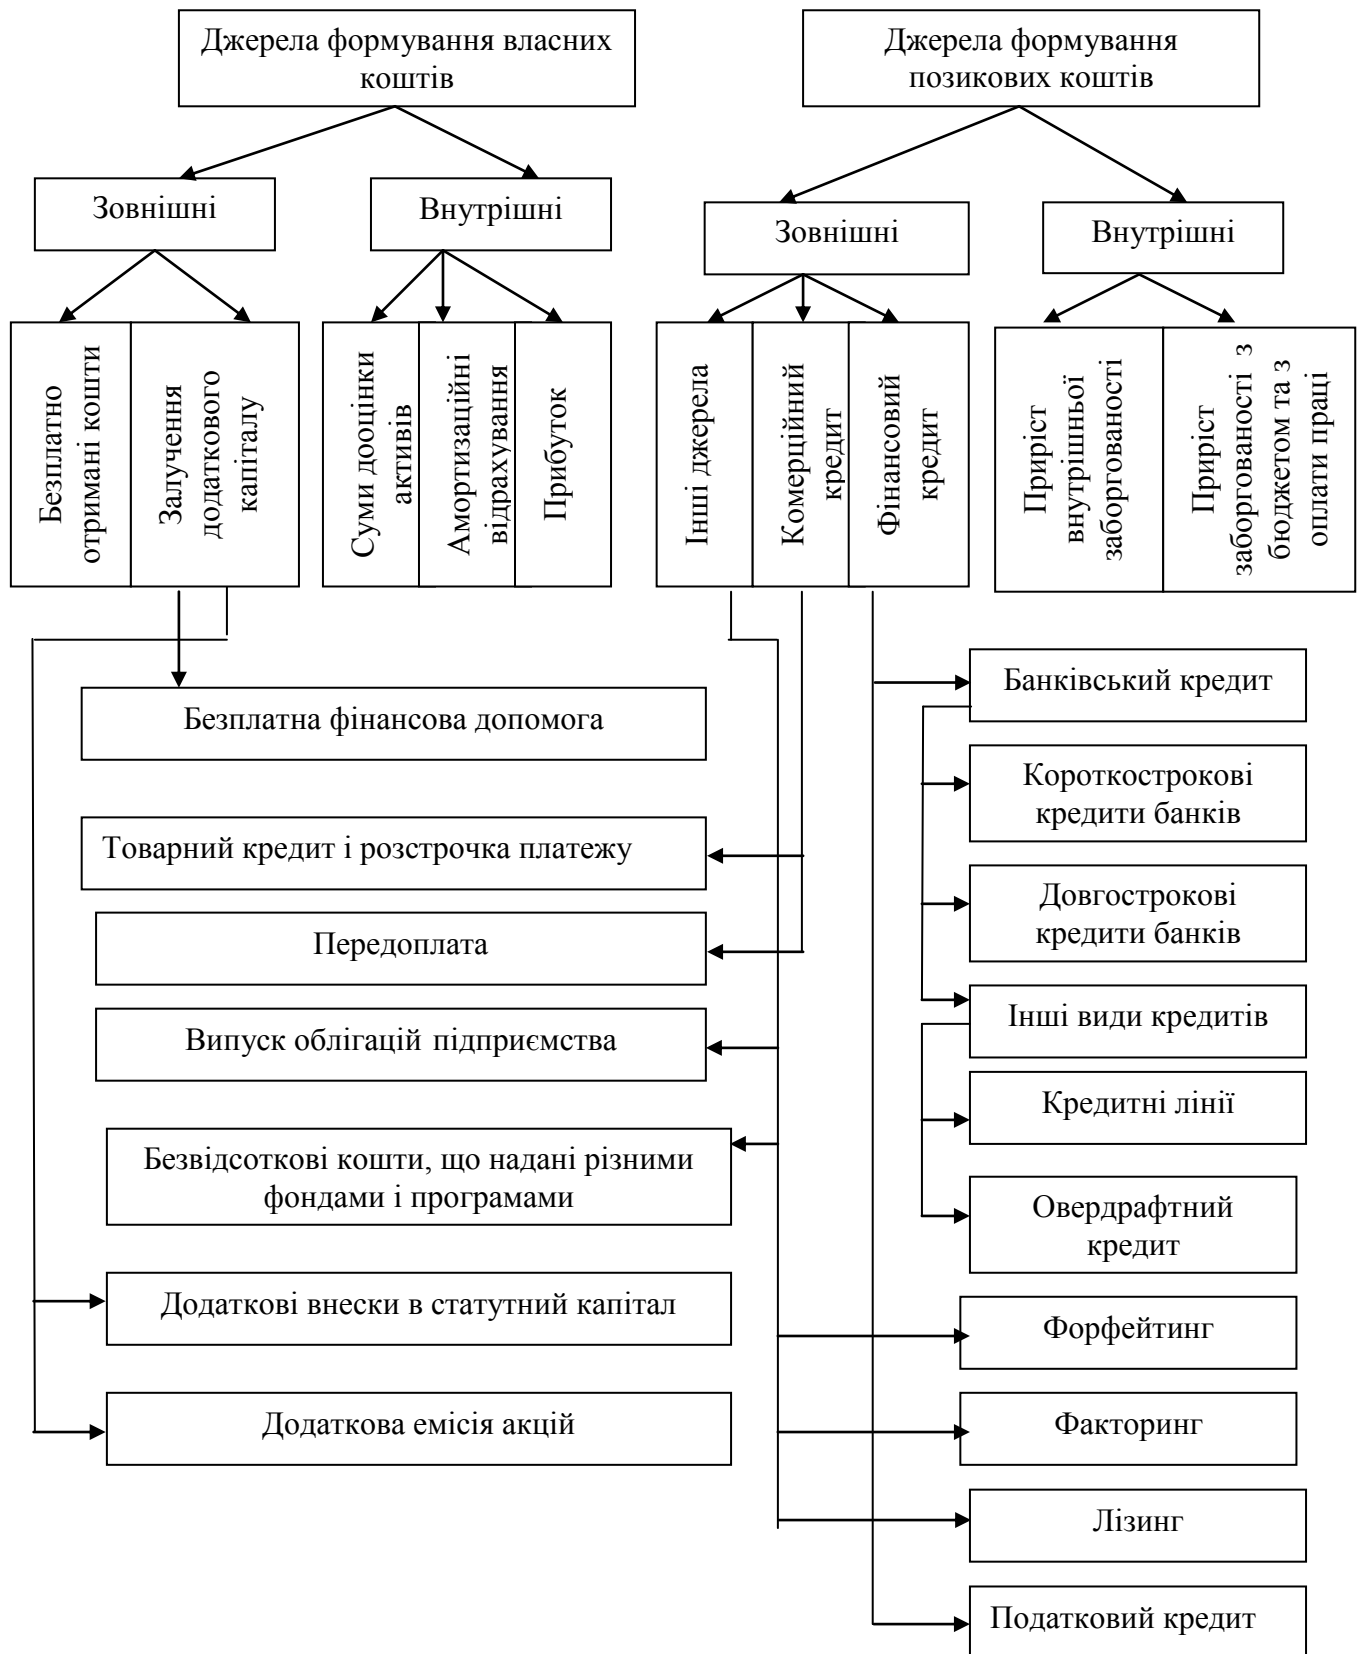 Джерела формування власних
коштів
Джерела формування
позикових коштів
Зовнішні
Внутрішні
Зовнішні
Внутрішні
Безплатно
отримані кошти
Залучення
додаткового
капіталу
Суми дооцінки
активів
Амортизаційні
відрахування
Прибуток
Інші джерела
Комерційний
кредит
Фінансовий
кредит
Приріст
внутрішньої
заборгованості
Приріст
заборгованості з
бюджетом та з
оплати праці
Безплатна фінансова допомога
Товарний кредит і розстрочка платежу
Передоплата
Випуск облігацій підприємства
Безвідсоткові кошти, що надані різними
фондами і програмами
Додаткові внески в статутний капітал
Додаткова емісія акцій
Банківський кредит
Короткострокові
кредити банків
Довгострокові
кредити банків
Інші види кредитів
Кредитні лінії
Овердрафтний
кредит
Форфейтинг
Факторинг
Лізинг
Податковий кредит